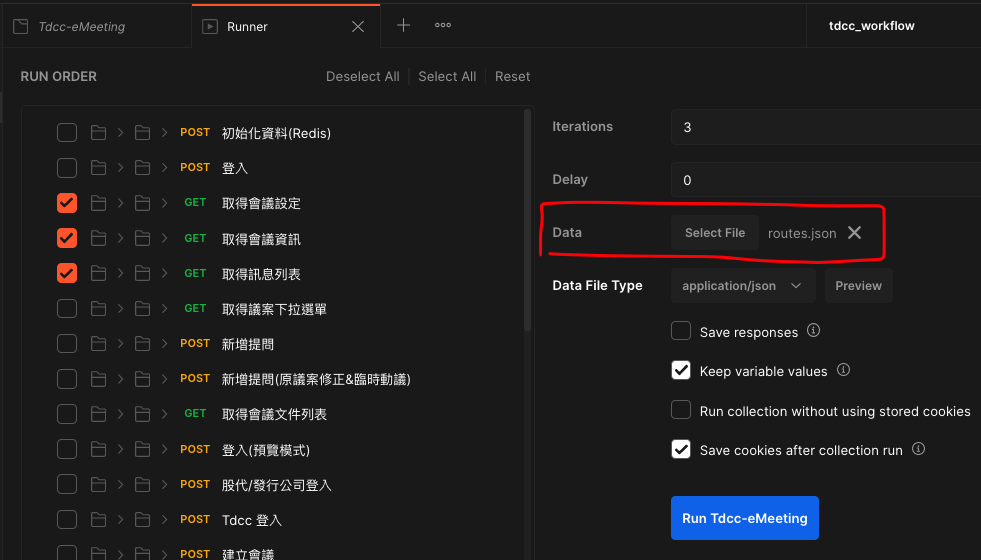 Tdcc-eMeeting
Runner
tdcc_workflow
RUN ORDER
Deselect All
Select All
Reset
POST 初始化資料(Redis)
POST 登入
GET 取得會議設定
GET 取得會議資訊
GET 取得訊息列表
GET 取得議案下拉選單
POST 新增提問
POST 新增提問(原議案修正&臨時動議)
GET 取得會議文件列表
POST 登入(預覽模式)
POST 股代/發行公司登入
POST Tdcc 登入
POST 建立會議
Iterations 3
Delay 0
Data Select File routes.json
Data File Type application/json Preview
Save responses
Keep variable values
Run collection without using stored cookies
Save cookies after collection run
Run Tdcc-eMeeting